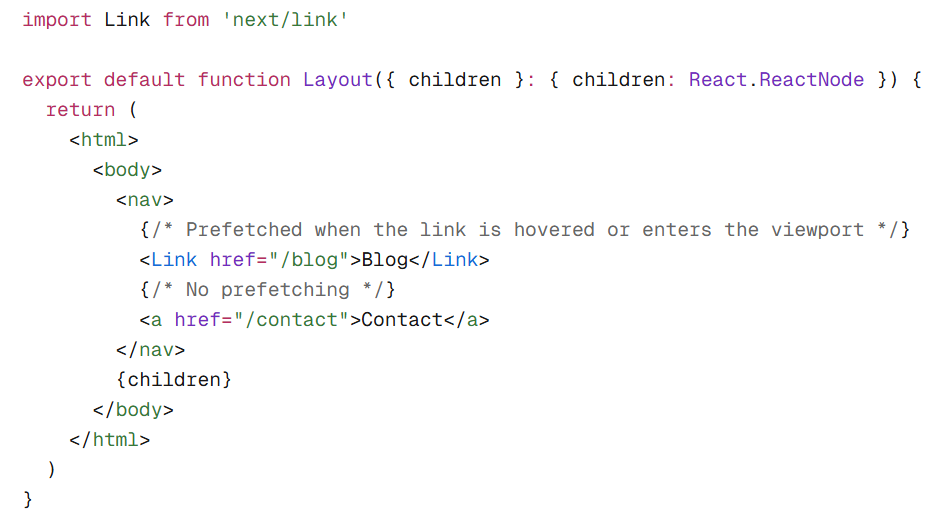 import Link from 'next/link'

export default function Layout({ children }: { children: React.ReactNode }) {
  return (
    <html>
      <body>
        <nav>
          {/* Prefetched when the link is hovered or enters the viewport */}
          <Link href="/blog">Blog</Link>
          {/* No prefetching */}
          <a href="/contact">Contact</a>
        </nav>
        {children}
      </body>
    </html>
  )
}